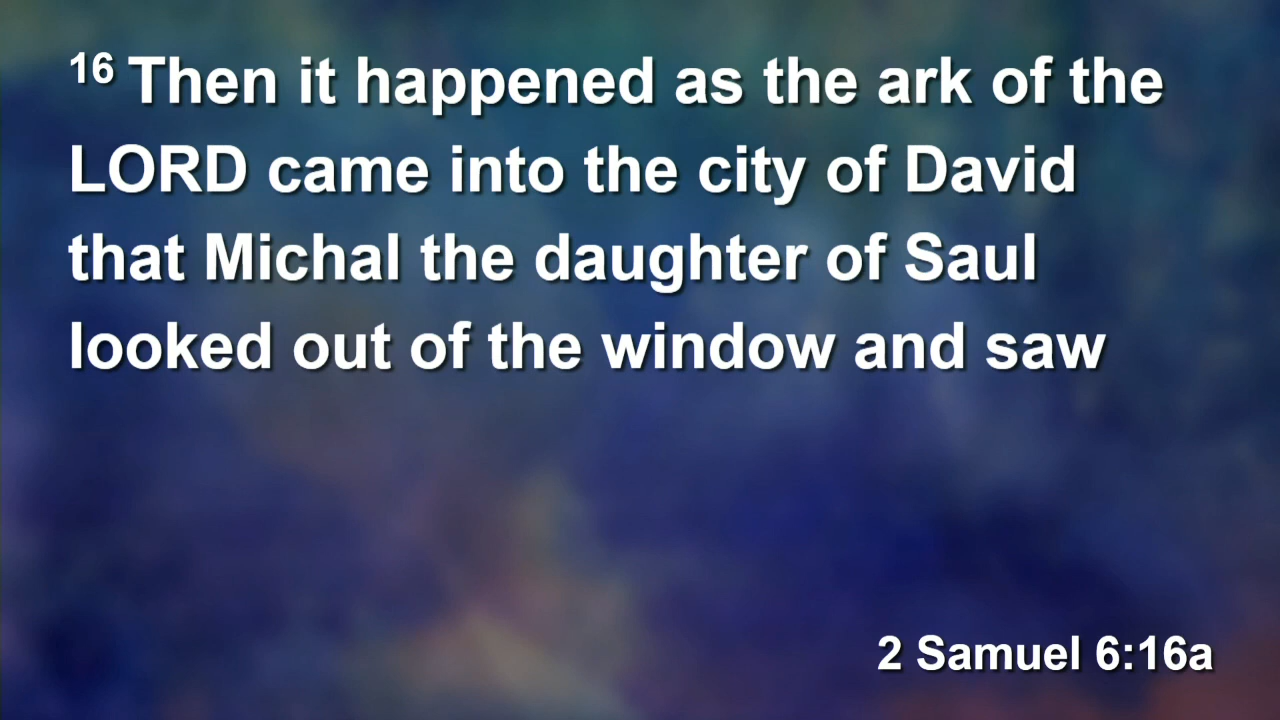 16 Then it happened as the ark of the
LORD came into the city of David
that Michal the daughter of Saul
looked out of the window and saw
2 Samuel 6:16a